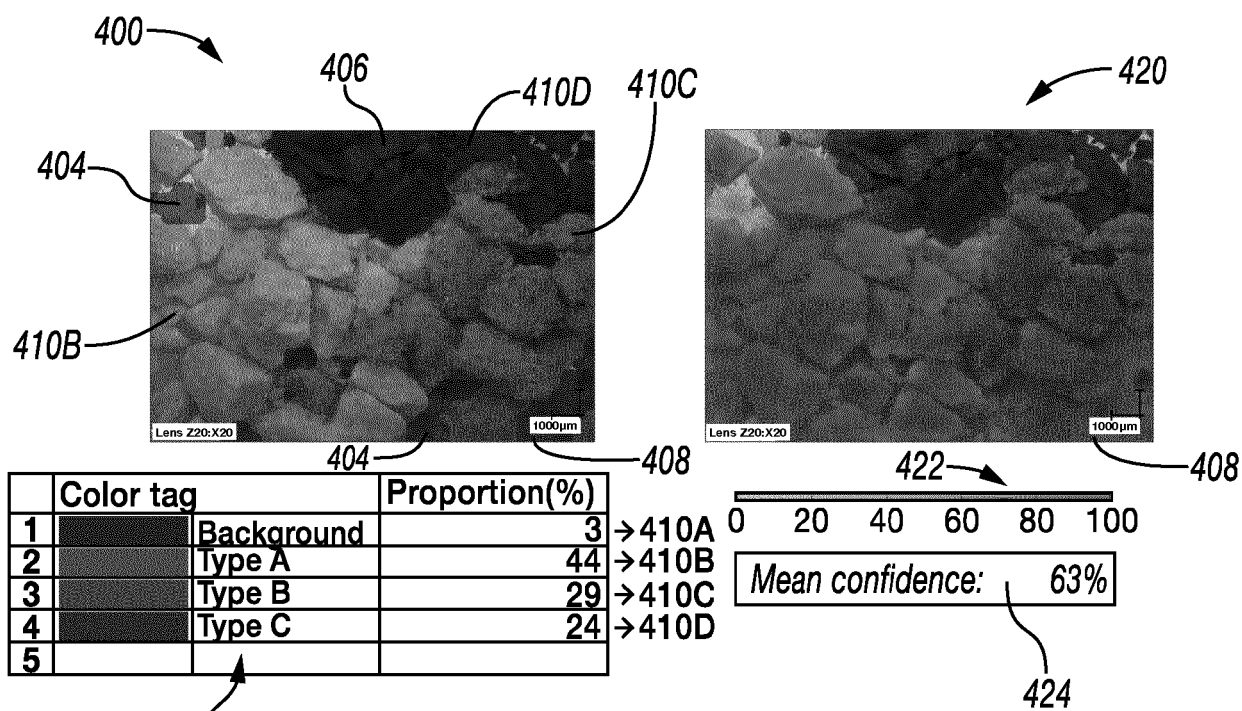 400
406
410D
410C
420
404
410B
Lens Z20:X20
1000µm
Lens Z20:X20
1000µm
404
408
422
408
Color tag Proportion(%)
1 Background 3 →410A
2 Type A 44 →410B
3 Type B 29 →410C
4 Type C 24 →410D
5
0 20 40 60 80 100
Mean confidence: 63%
424